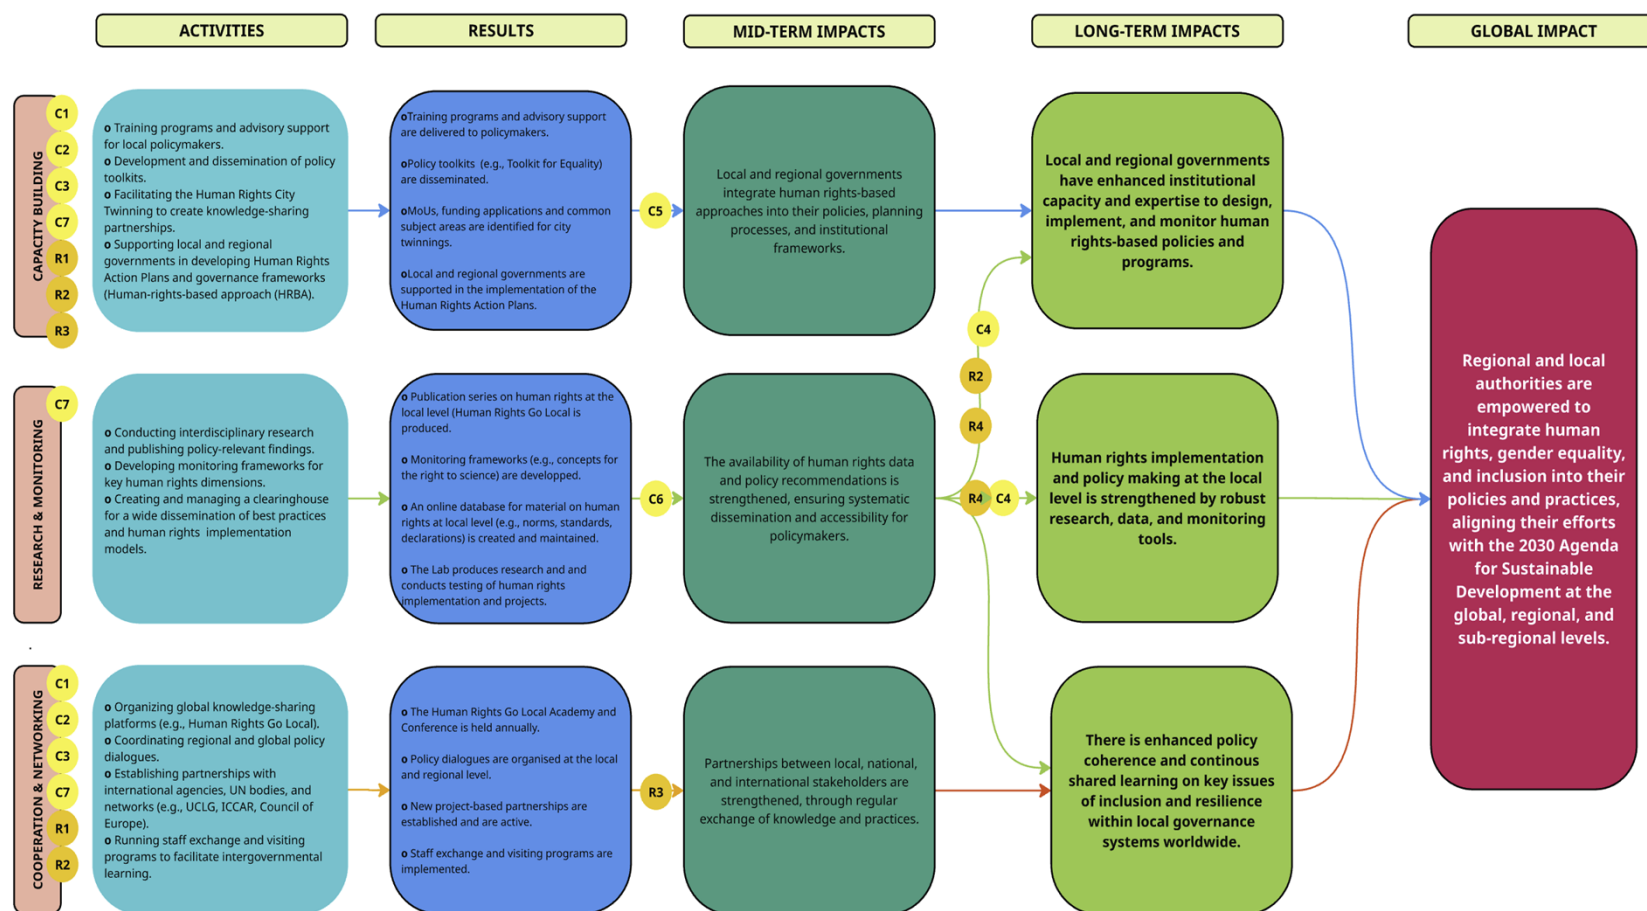 ACTIVITIES
RESULTS
MID-TERM IMPACTS
LONG-TERM IMPACTS
GLOBAL IMPACT
CAPACITY BUILDING
C1
C2
C3
C7
R1
R2
R3
o Training programs and advisory support
for local policymakers.
o Development and dissemination of policy
toolkits.
o Facilitating the Human Rights City
Twinning to create knowledge-sharing
partnerships.
o Supporting local and regional
governments in developing Human Rights
Action Plans and governance frameworks
(Human-rights-based approach (HRBA).
oTraining programs and advisory support
are delivered to policymakers.
oPolicy toolkits (e.g., Toolkit for Equality)
are disseminated.
oMoUs, funding applications and common
subject areas are identified for city
twinnings.
oLocal and regional governments are
supported in the implementation of the
Human Rights Action Plans.
C5
Local and regional governments
integrate human rights-based
approaches into their policies, planning
processes, and institutional
frameworks.
Local and regional governments
have enhanced institutional
capacity and expertise to design,
implement, and monitor human
rights-based policies and
programs.
C4
R2
R4
RESEARCH & MONITORING
C7
o Conducting interdisciplinary research
and publishing policy-relevant findings.
o Developing monitoring frameworks for
key human rights dimensions.
o Creating and managing a clearinghouse
for a wide dissemination of best practices
and human rights implementation
models.
o Publication series on human rights at the
local level (Human Rights Go Local is
produced.
o Monitoring frameworks (e.g., concepts for
the right to science) are developped.
o An online database for material on human
rights at local level (e.g., norms, standards,
declarations) is created and maintained.
o The Lab produces research and and
conducts testing of human rights
implementation and projects.
C6
The availability of human rights data
and policy recommendations is
strengthened, ensuring systematic
dissemination and accessibility for
policymakers.
R4
C4
Human rights implementation
and policy making at the local
level is strengthened by robust
research, data, and monitoring
tools.
Regional and local
authorities are
empowered to
integrate human
rights, gender equality,
and inclusion into their
policies and practices,
aligning their efforts
with the 2030 Agenda
for Sustainable
Development at the
global, regional, and
sub-regional levels.
.
COOPERATION & NETWORKING
C1
C2
C3
C7
R1
R2
o Organizing global knowledge-sharing
platforms (e.g., Human Rights Go Local).
o Coordinating regional and global policy
dialogues.
o Establishing partnerships with
international agencies, UN bodies, and
networks (e.g., UCLG, ICCAR, Council of
Europe).
o Running staff exchange and visiting
programs to facilitate intergovernmental
learning.
o The Human Rights Go Local Academy and
Conference is held annually.
o Policy dialogues are organised at the local
and regional level.
o New project-based partnerships are
established and are active.
o Staff exchange and visiting programs are
implemented.
R3
Partnerships between local, national,
and international stakeholders are
strengthened, through regular
exchange of knowledge and practices.
There is enhanced policy
coherence and continous
shared learning on key issues
of inclusion and resilience
within local governance
systems worldwide.